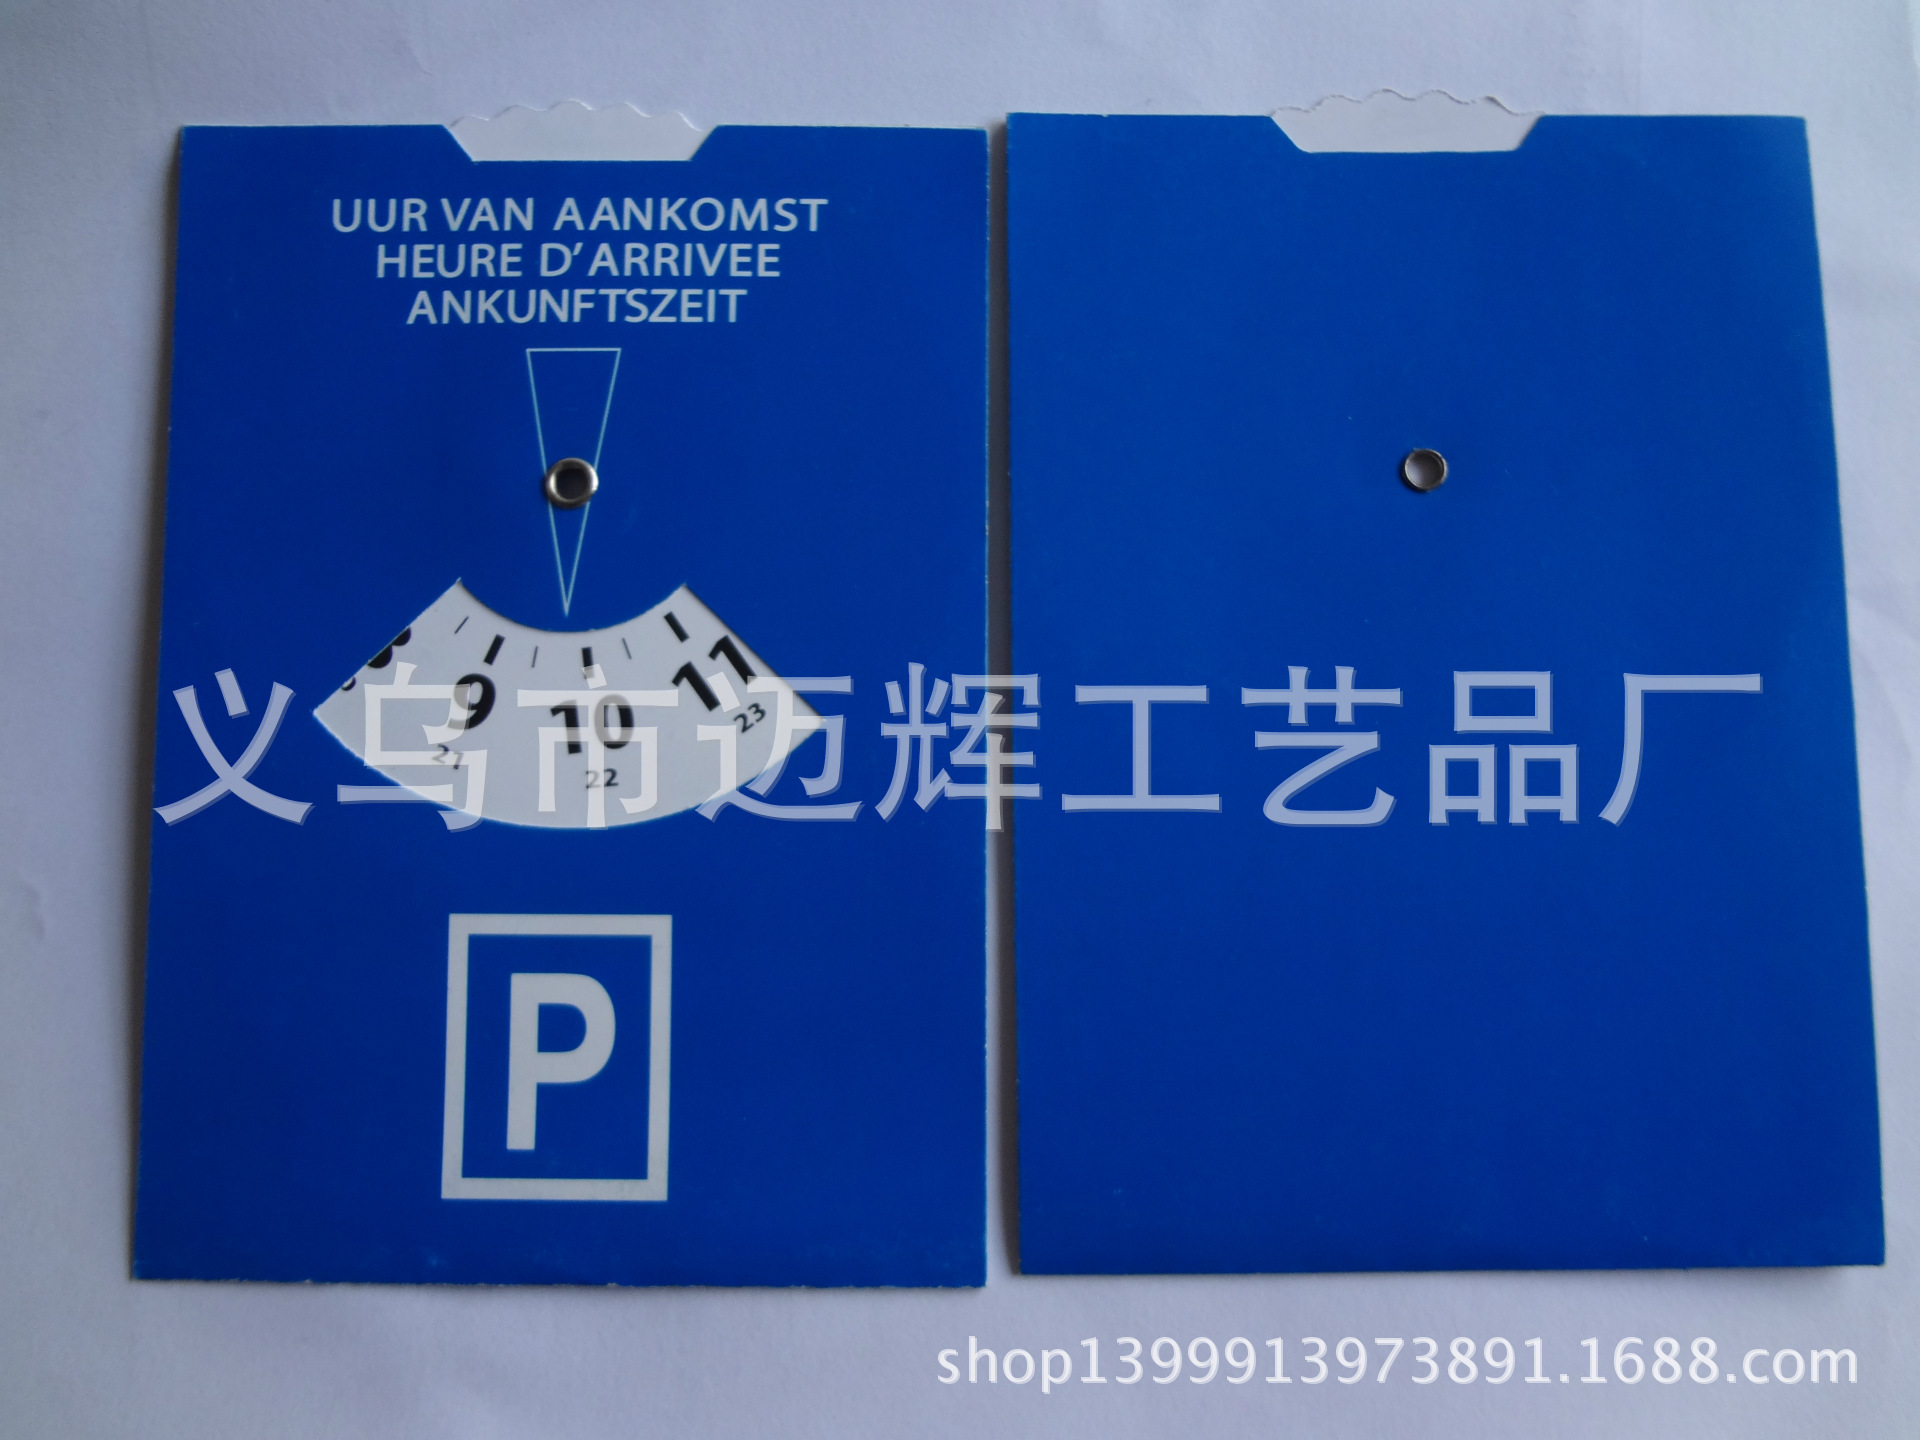 UUR VAN AANKOMST
HEURE D'ARRIVEE
ANKUNFTSZEIT
9 10 11
21 22 23
义乌市迈辉工艺品厂
P
shop1399913973891.1688.com